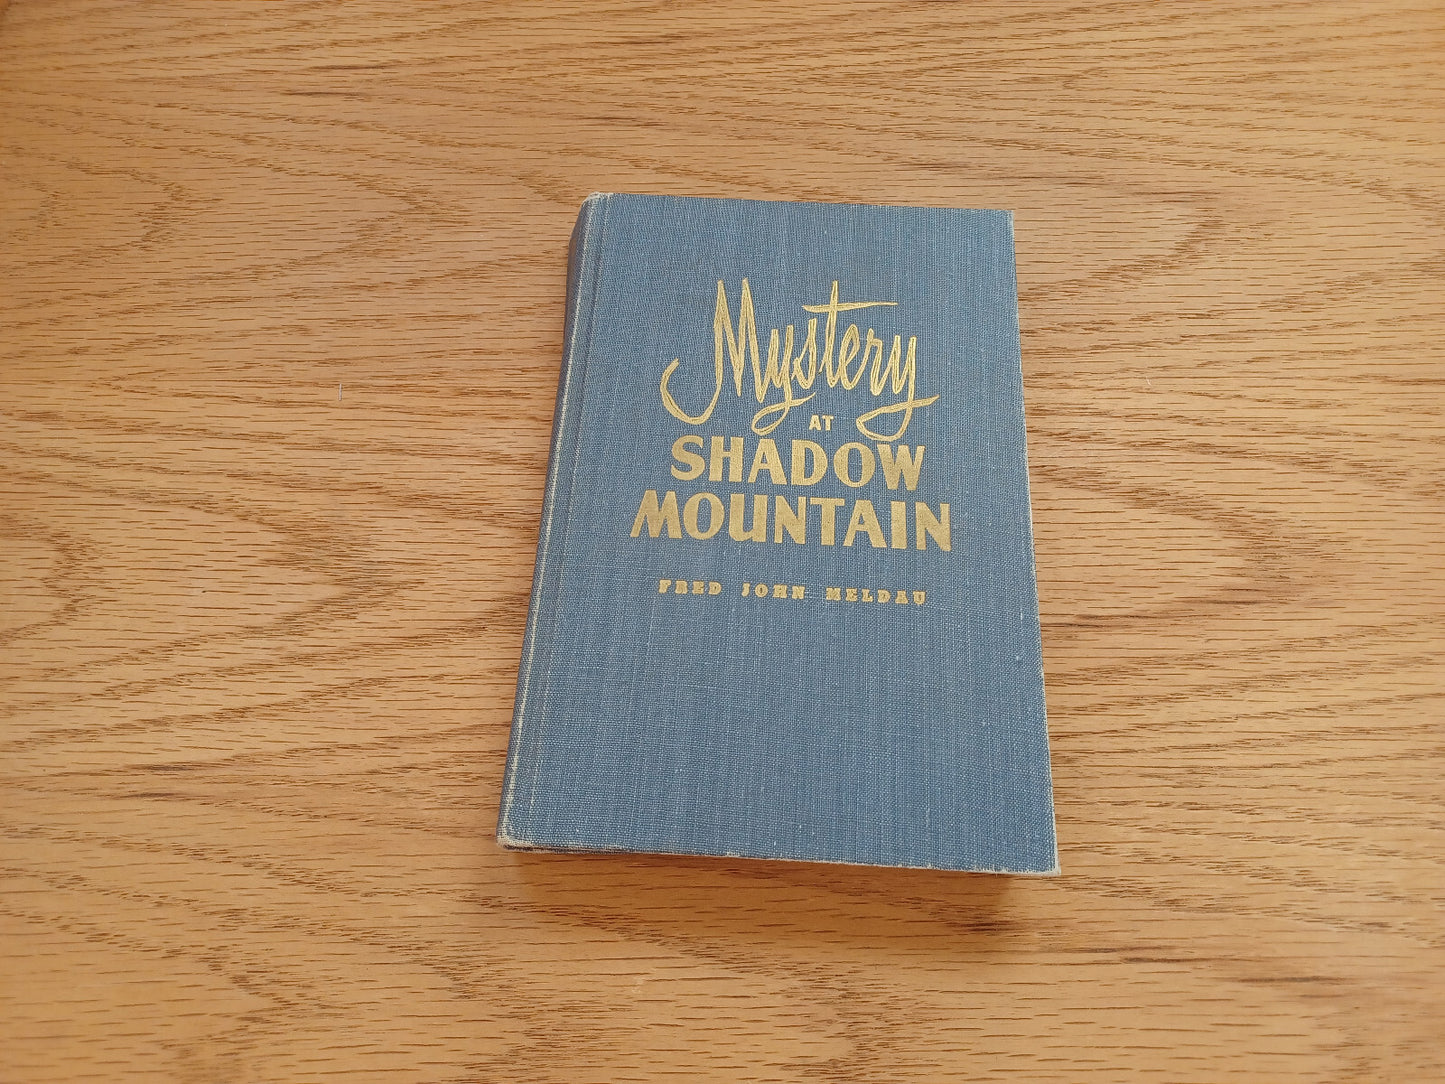 Mystery
AT
SHADOW
MOUNTAIN
FRED JOHN MELDAU